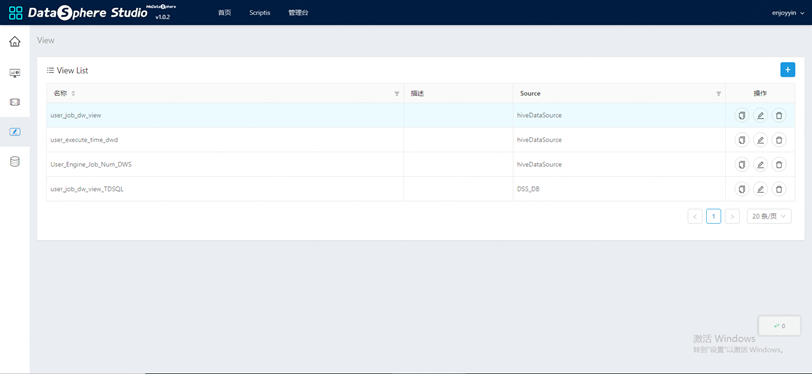 DataSphere Studio WeDataSphere v1.0.2 首页 Scriptis 管理台 enjoyyin
View
View List +
名称 描述 Source 操作
user_job_dw_view hiveDataSource
user_execute_time_dwd hiveDataSource
User_Engine_Job_Num_DWS hiveDataSource
user_job_dw_view_TDSQL DSS_DB
< 1 > 20 条/页
0
激活 Windows
转到"设置"以激活 Windows。